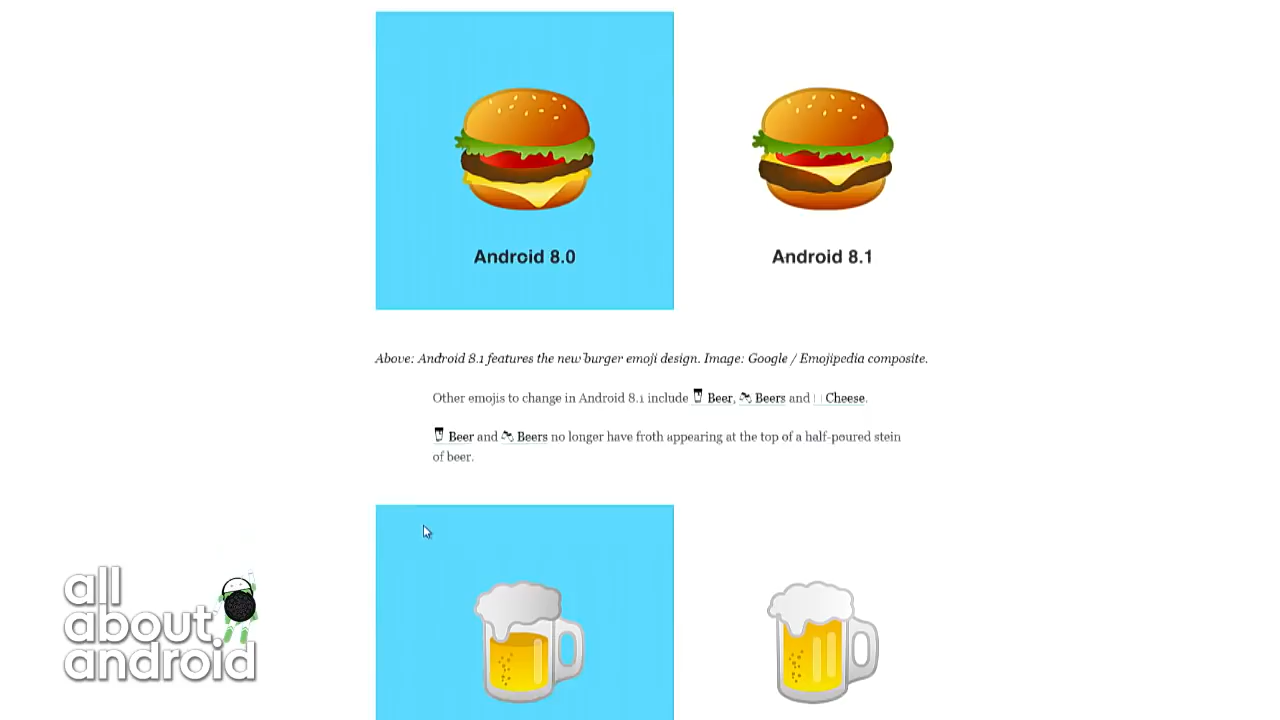 Android 8.0
Android 8.1
Above: Android 8.1 features the new burger emoji design. Image: Google / Emojipedia composite.
Other emojis to change in Android 8.1 include Beer, Beers and Cheese.
Beer and Beers no longer have froth appearing at the top of a half-poured stein
of beer.
all
about
android